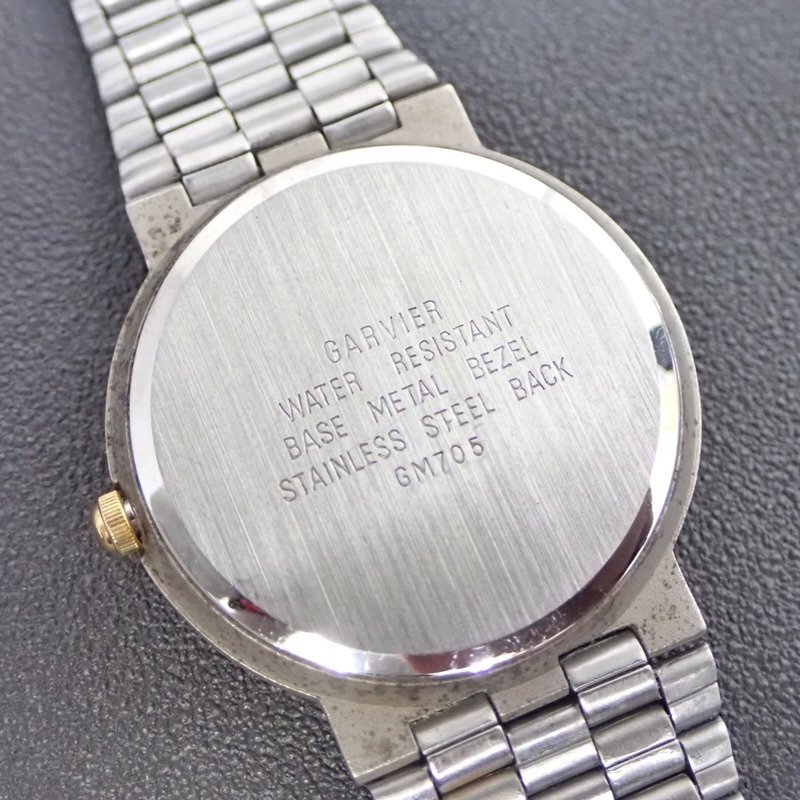 GARVIER
WATER RESISTANT
BASE METAL BEZEL
STAINLESS STEEL BACK
GM705